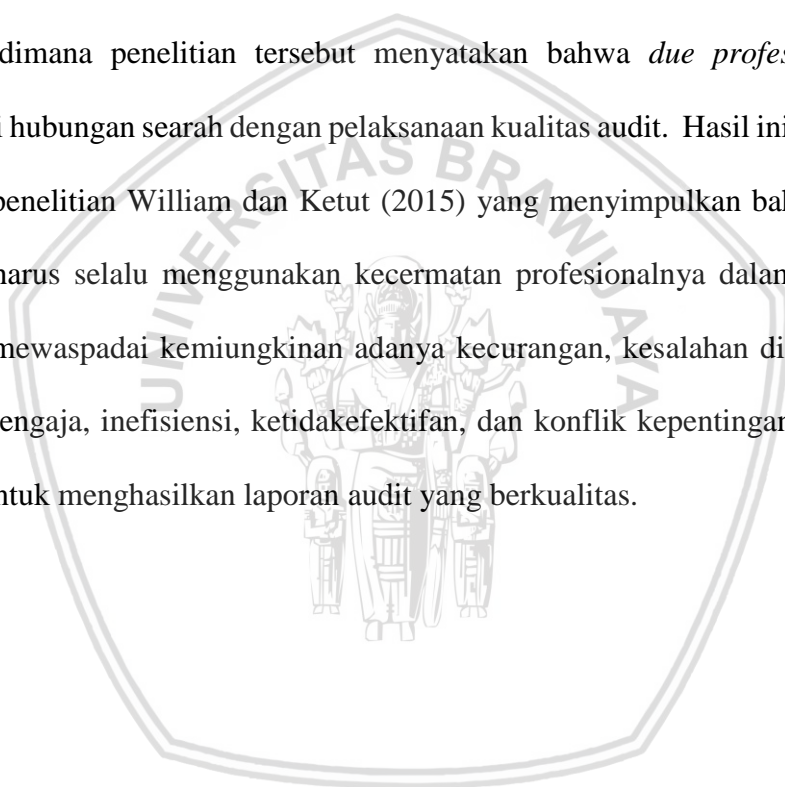 dimana penelitian tersebut menyatakan bahwa due profes
i hubungan searah dengan pelaksanaan kualitas audit. Hasil ini
penelitian William dan Ketut (2015) yang menyimpulkan bah
harus selalu menggunakan kecermatan profesionalnya dalam
mewaspadai kemiungkinan adanya kecurangan, kesalahan di
engaja, inefisiensi, ketidakefektifan, dan konflik kepentingan
ntuk menghasilkan laporan audit yang berkualitas.
UNIVERSITAS BRAWIJAYA